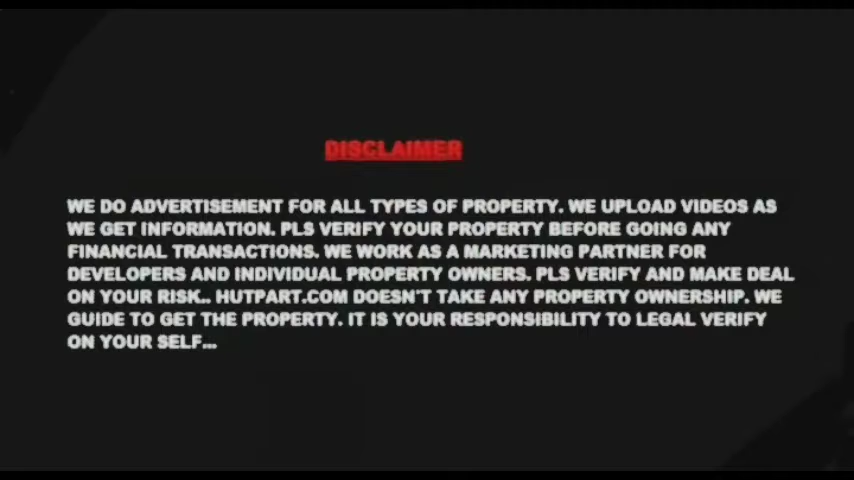 DISCLAIMER
WE DO ADVERTISEMENT FOR ALL TYPES OF PROPERTY. WE UPLOAD VIDEOS AS
WE GET INFORMATION. PLS VERIFY YOUR PROPERTY BEFORE GOING ANY
FINANCIAL TRANSACTIONS. WE WORK AS A MARKETING PARTNER FOR
DEVELOPERS AND INDIVIDUAL PROPERTY OWNERS. PLS VERIFY AND MAKE DEAL
ON YOUR RISK.. HUTPART.COM DOESN'T TAKE ANY PROPERTY OWNERSHIP. WE
GUIDE TO GET THE PROPERTY. IT IS YOUR RESPONSIBILITY TO LEGAL VERIFY
ON YOUR SELF...